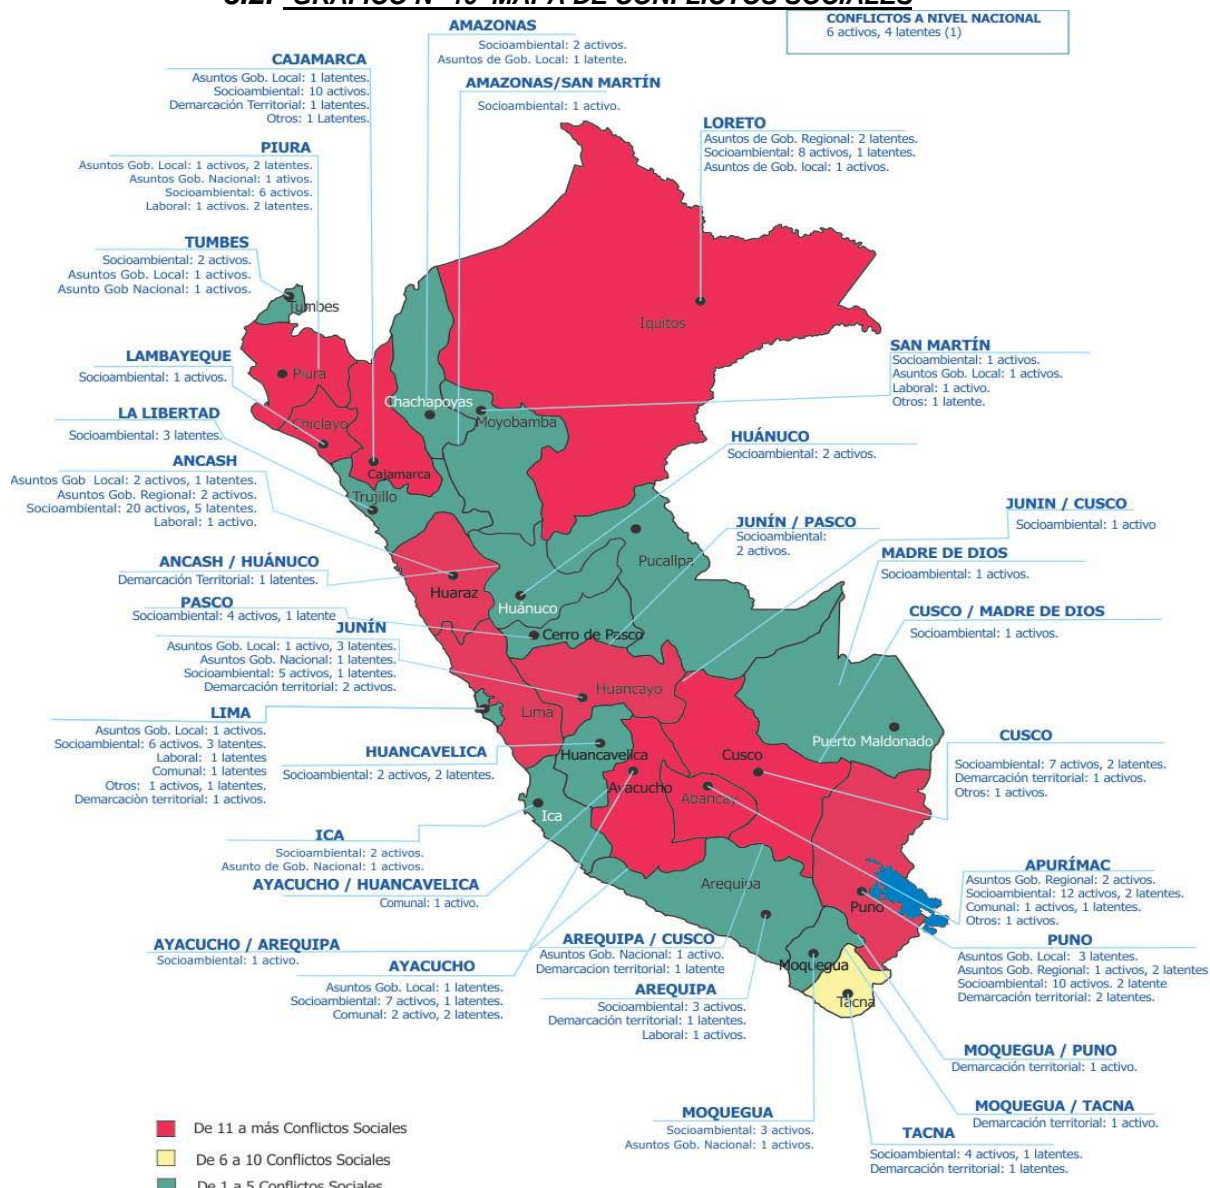 CONFLICTOS A NIVEL NACIONAL
6 activos, 4 latentes (1)
AMAZONAS
Socioambiental: 2 activos.
Asuntos de Gob. Local: 1 latente.
CAJAMARCA
Asuntos Gob. Local: 1 latentes.
Socioambiental: 10 activos.
Demarcación Territorial: 1 latentes.
Otros: 1 Latentes.
AMAZONAS/SAN MARTÍN
Socioambiental: 1 activo.
LORETO
Asuntos de Gob. Regional: 2 latentes.
Socioambiental: 8 activos, 1 latentes.
Asuntos de Gob. local: 1 activos.
PIURA
Asuntos Gob. Local: 1 activos, 2 latentes.
Asuntos Gob. Nacional: 1 ativos.
Socioambiental: 6 activos.
Laboral: 1 activos. 2 latentes.
TUMBES
Socioambiental: 2 activos.
Asuntos Gob. Local: 1 activos.
Asunto Gob Nacional: 1 activos.
Tumbes
Iquitos
SAN MARTÍN
Socioambiental: 1 activos.
Asuntos Gob. Local: 1 activos.
Laboral: 1 activo.
Otros: 1 latente.
LAMBAYEQUE
Socioambiental: 1 activos.
Piura
Chachapoyas
Moyobamba
Chiclayo
LA LIBERTAD
Socioambiental: 3 latentes.
HUÁNUCO
Socioambiental: 2 activos.
ANCASH
Asuntos Gob Local: 2 activos, 1 latentes.
Asuntos Gob. Regional: 2 activos.
Socioambiental: 20 activos, 5 latentes.
Laboral: 1 activo.
Cajamarca
Trujillo
JUNIN / CUSCO
Socioambiental: 1 activo
JUNÍN / PASCO
Socioambiental:
2 activos.
MADRE DE DIOS
Socioambiental: 1 activos.
Pucallpa
ANCASH / HUÁNUCO
Demarcación Territorial: 1 latentes.
Huaraz
Huánuco
PASCO
Socioambiental: 4 activos, 1 latente
CUSCO / MADRE DE DIOS
Socioambiental: 1 activos.
JUNÍN
Asuntos Gob. Local: 1 activo, 3 latentes.
Asuntos Gob. Nacional: 1 latentes.
Socioambiental: 5 activos, 1 latentes.
Demarcación territorial: 2 activos.
Cerro de Pasco
Huancayo
LIMA
Asuntos Gob. Local: 1 activos.
Socioambiental: 6 activos. 3 latentes.
Laboral: 1 latentes
Comunal: 1 latentes
Otros: 1 activos, 1 latentes.
Demarcaciòn territorial: 1 activos.
Lima
Puerto Maldonado
HUANCAVELICA
Socioambiental: 2 activos, 2 latentes.
Huancavelica
Cusco
CUSCO
Socioambiental: 7 activos, 2 latentes.
Demarcación territorial: 1 activos.
Otros: 1 activos.
Ayacucho
Abancay
Ica
ICA
Socioambiental: 2 activos.
Asunto de Gob. Nacional: 1 activos.
AYACUCHO / HUANCAVELICA
Comunal: 1 activo.
Arequipa
Puno
APURÍMAC
Asuntos Gob. Regional: 2 activos.
Socioambiental: 12 activos, 2 latentes.
Comunal: 1 activos, 1 latentes.
Otros: 1 activos.
AYACUCHO / AREQUIPA
Socioambiental: 1 activo.
AREQUIPA / CUSCO
Asuntos Gob. Nacional: 1 activo.
Demarcacion territorial: 1 latente
PUNO
Asuntos Gob. Local: 3 latentes.
Asuntos Gob. Regional: 1 activos, 2 latentes
Socioambiental: 10 activos. 2 latente
Demarcación territorial: 2 latentes.
AYACUCHO
Asuntos Gob. Local: 1 latentes.
Socioambiental: 7 activos, 1 latentes.
Comunal: 2 activo, 2 latentes.
Moquegua
AREQUIPA
Socioambiental: 3 activos.
Demarcación territorial: 1 latentes.
Laboral: 1 activos.
Tacna
MOQUEGUA / PUNO
Demarcación territorial: 1 activo.
MOQUEGUA / TACNA
Demarcación territorial: 1 activo.
MOQUEGUA
Socioambiental: 3 activos.
Asuntos Gob. Nacional: 1 activos.
TACNA
Socioambiental: 4 activos, 1 latentes.
Demarcación territorial: 1 latentes.
De 11 a más Conflictos Sociales
De 6 a 10 Conflictos Sociales
De 1 a 5 Conflictos Sociales